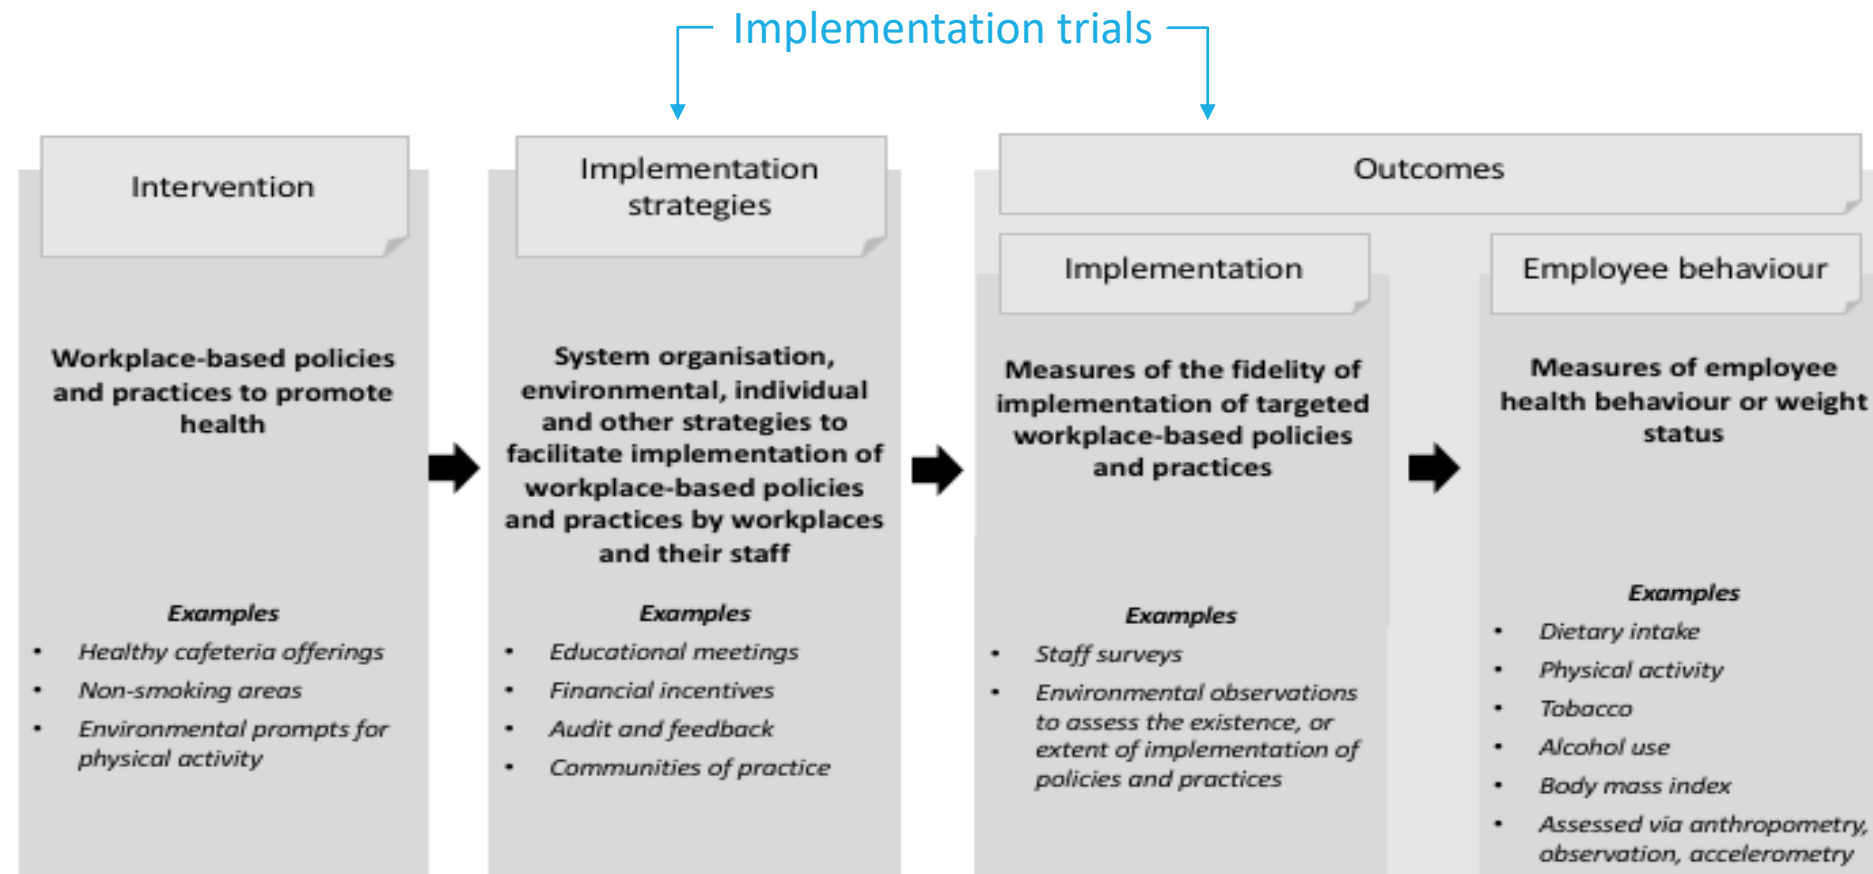 Implementation trials
Intervention
Workplace-based policies
and practices to promote
health
Examples
• Healthy cafeteria offerings
• Non-smoking areas
• Environmental prompts for
physical activity
Implementation
strategies
System organisation,
environmental, individual
and other strategies to
facilitate implementation of
workplace-based policies
and practices by workplaces
and their staff
Examples
• Educational meetings
• Financial incentives
• Audit and feedback
• Communities of practice
Outcomes
Implementation
Measures of the fidelity of
implementation of targeted
workplace-based policies
and practices
Examples
• Staff surveys
• Environmental observations
to assess the existence, or
extent of implementation of
policies and practices
Employee behaviour
Measures of employee
health behaviour or weight
status
Examples
• Dietary intake
• Physical activity
• Tobacco
• Alcohol use
• Body mass index
• Assessed via anthropometry,
observation, accelerometry